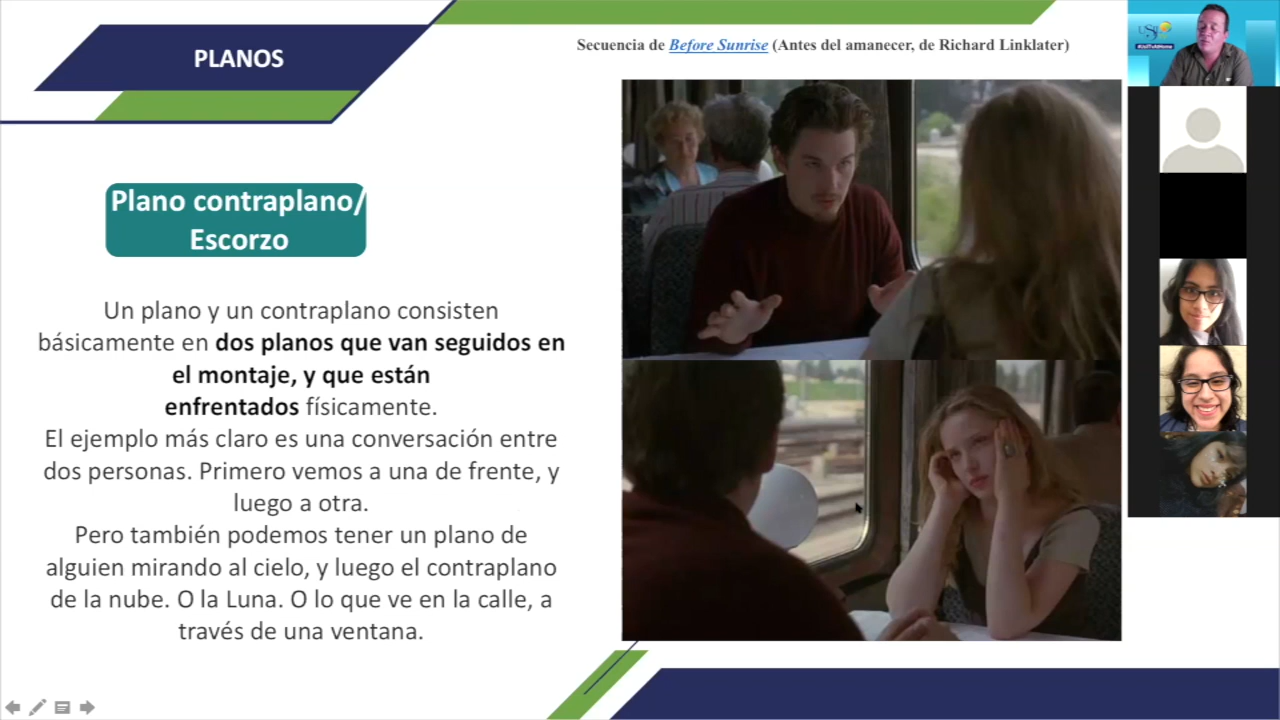 PLANOS
Secuencia de Before Sunrise (Antes del amanecer, de Richard Linklater)
Plano contraplano/
Escorzo
Un plano y un contraplano consisten
básicamente en dos planos que van seguidos en
el montaje, y que están
enfrentados físicamente.
El ejemplo más claro es una conversación entre
dos personas. Primero vemos a una de frente, y
luego a otra.
Pero también podemos tener un plano de
alguien mirando al cielo, y luego el contraplano
de la nube. O la Luna. O lo que ve en la calle, a
través de una ventana.